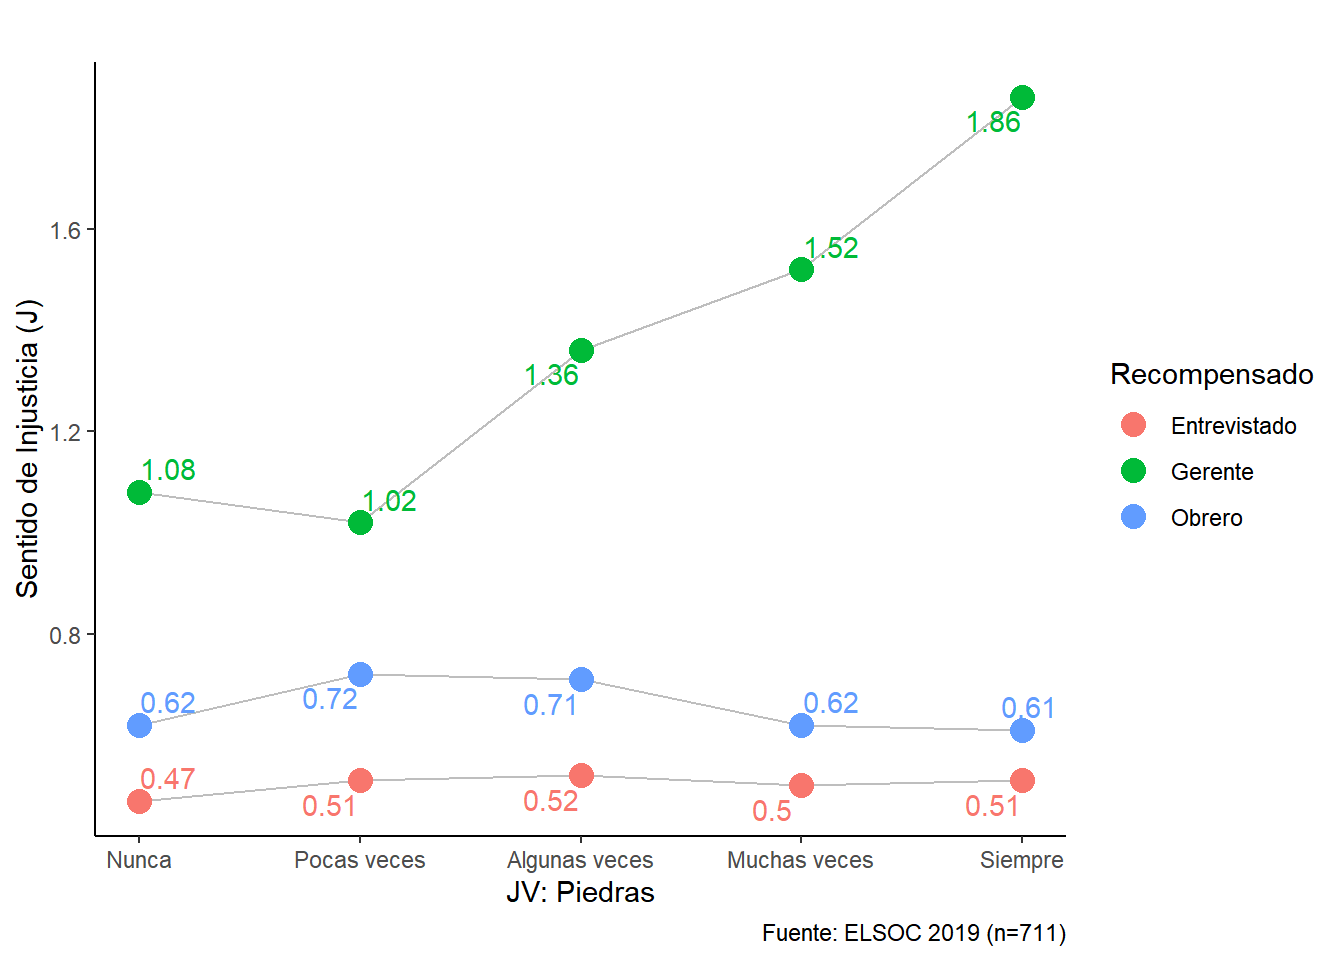 1.86
1.6
1.52
1.36
Sentido de Injusticia (J)
Recompensado
Entrevistado
Gerente
Obrero
1.2
1.08
1.02
0.8
0.62
0.72
0.71
0.62
0.61
0.47
0.51
0.52
0.5
0.51
Nunca Pocas veces Algunas veces Muchas veces Siempre
JV: Piedras
Fuente: ELSOC 2019 (n=711)